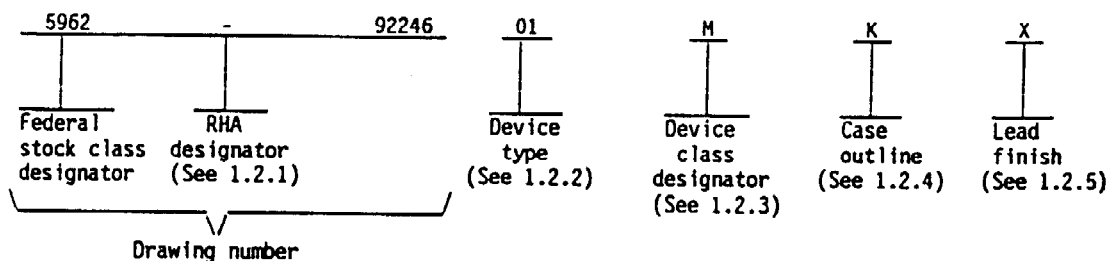 5962 - 92246 01 M K X
Federal stock class designator
RHA designator (See 1.2.1)
Device type (See 1.2.2)
Device class designator (See 1.2.3)
Case outline (See 1.2.4)
Lead finish (See 1.2.5)
Drawing number